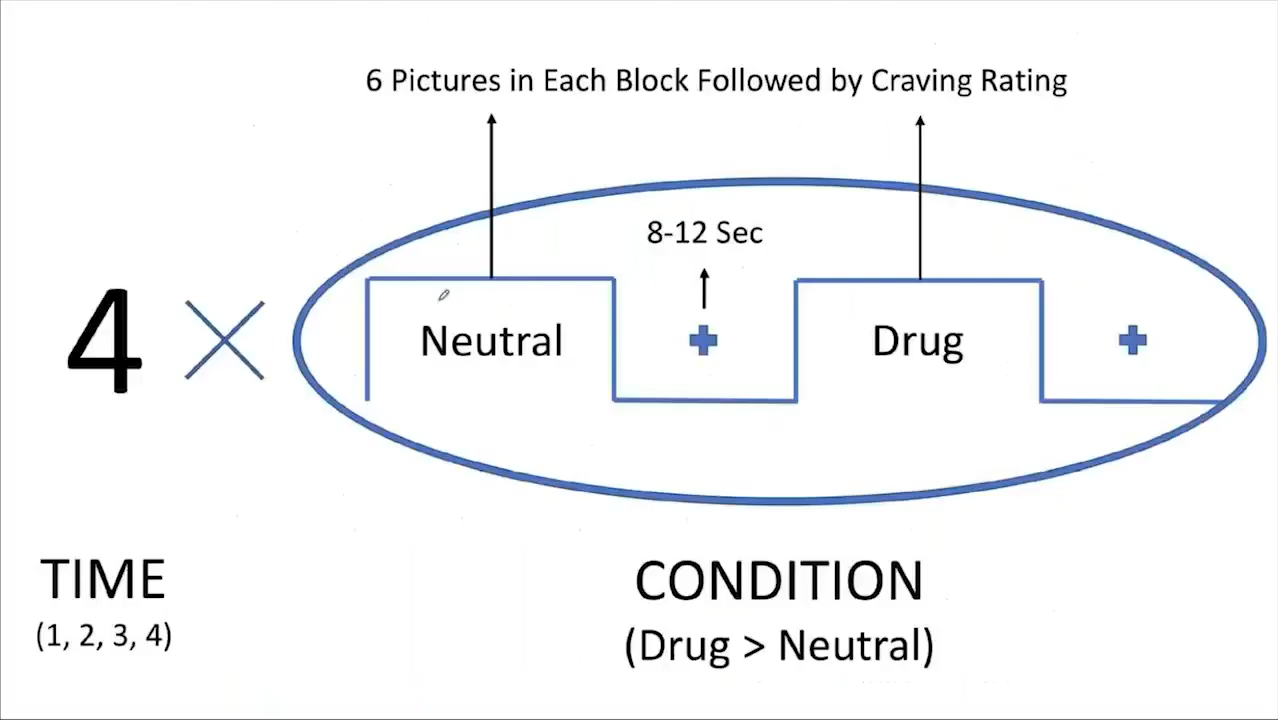 6 Pictures in Each Block Followed by Craving Rating
8-12 Sec
4
Neutral
Drug
TIME
(1, 2, 3, 4)
CONDITION
(Drug > Neutral)